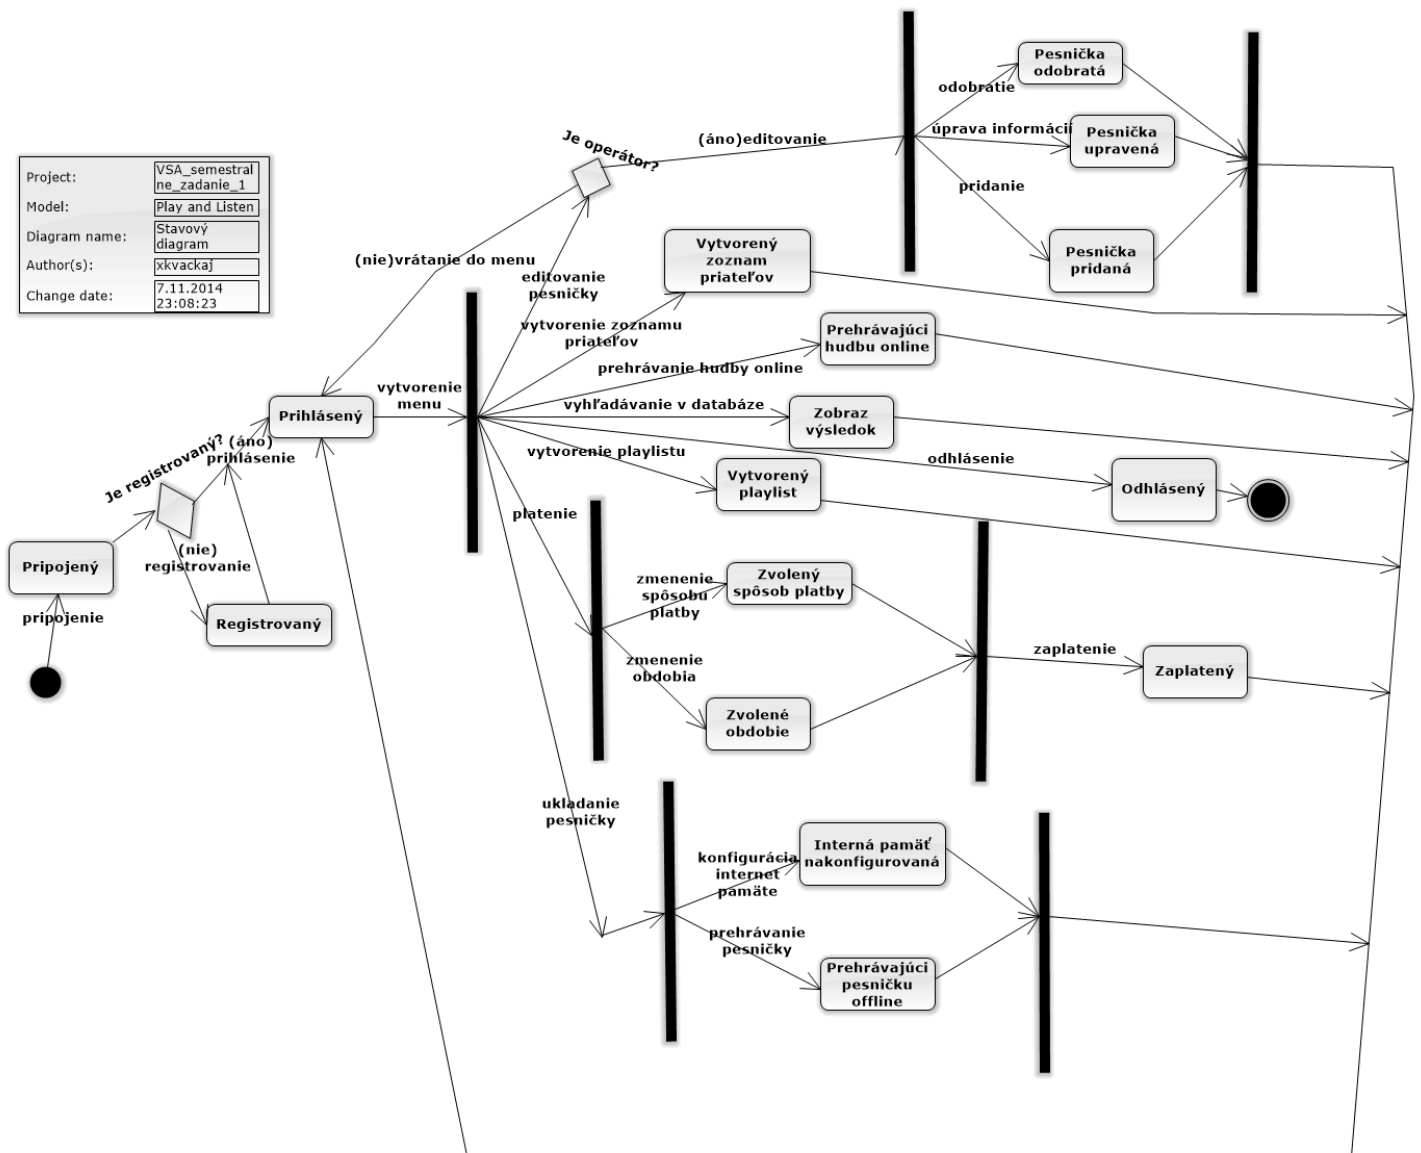 Project:
VSA_semestral
ne_zadanie_1
Model:
Play and Listen
Diagram name:
Stavový
diagram
Author(s):
xkvackaj
Change date:
7.11.2014
23:08:23
Pesnička
odobratá
odobratie
Je operátor?
(áno)editovanie
úprava informácií
Pesnička
upravená
pridanie
Pesnička
pridaná
(nie)vrátanie do menu
editovanie
pesničky
Vytvorený
zoznam
priateľov
vytvorenie zoznamu
priateľov
Prehrávajúci
hudbu online
prehrávanie hudby online
vytvorenie
menu
Prihlásený
vyhľadávanie v databáze
Zobraz
výsledok
Je registrovaný?
(áno)
prihlásenie
vytvorenie playlistu
Vytvorený
playlist
odhlásenie
Odhlásený
platenie
Pripojený
(nie)
registrovanie
pripojenie
Registrovaný
zmenenie
spôsobu
platby
Zvolený
spôsob platby
zmenenie
obdobia
Zvolené
obdobie
zaplatenie
Zaplatený
ukladanie
pesničky
konfigurácia
internet
pamäte
Interná pamäť
nakonfigurovaná
prehrávanie
pesničky
Prehrávajúci
pesničku
offline